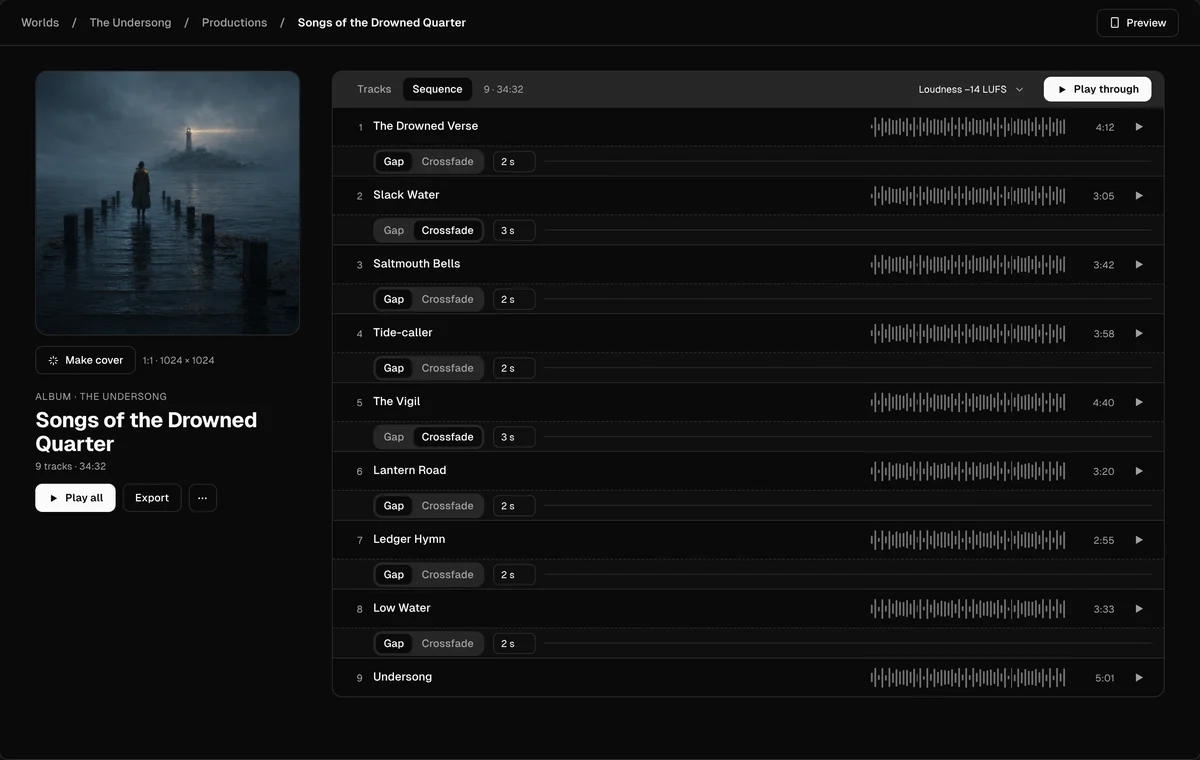 Worlds / The Undersong / Productions / Songs of the Drowned Quarter
Preview
Make cover 1:1 · 1024 × 1024
ALBUM · THE UNDERSONG
Songs of the Drowned
Quarter
9 tracks · 34:32
Play all Export ···
Tracks Sequence 9 · 34:32 Loudness −14 LUFS Play through
1 The Drowned Verse 4:12
Gap Crossfade 2 s
2 Slack Water 3:05
Gap Crossfade 3 s
3 Saltmouth Bells 3:42
Gap Crossfade 2 s
4 Tide-caller 3:58
Gap Crossfade 2 s
5 The Vigil 4:40
Gap Crossfade 3 s
6 Lantern Road 3:20
Gap Crossfade 2 s
7 Ledger Hymn 2:55
Gap Crossfade 2 s
8 Low Water 3:33
Gap Crossfade 2 s
9 Undersong 5:01